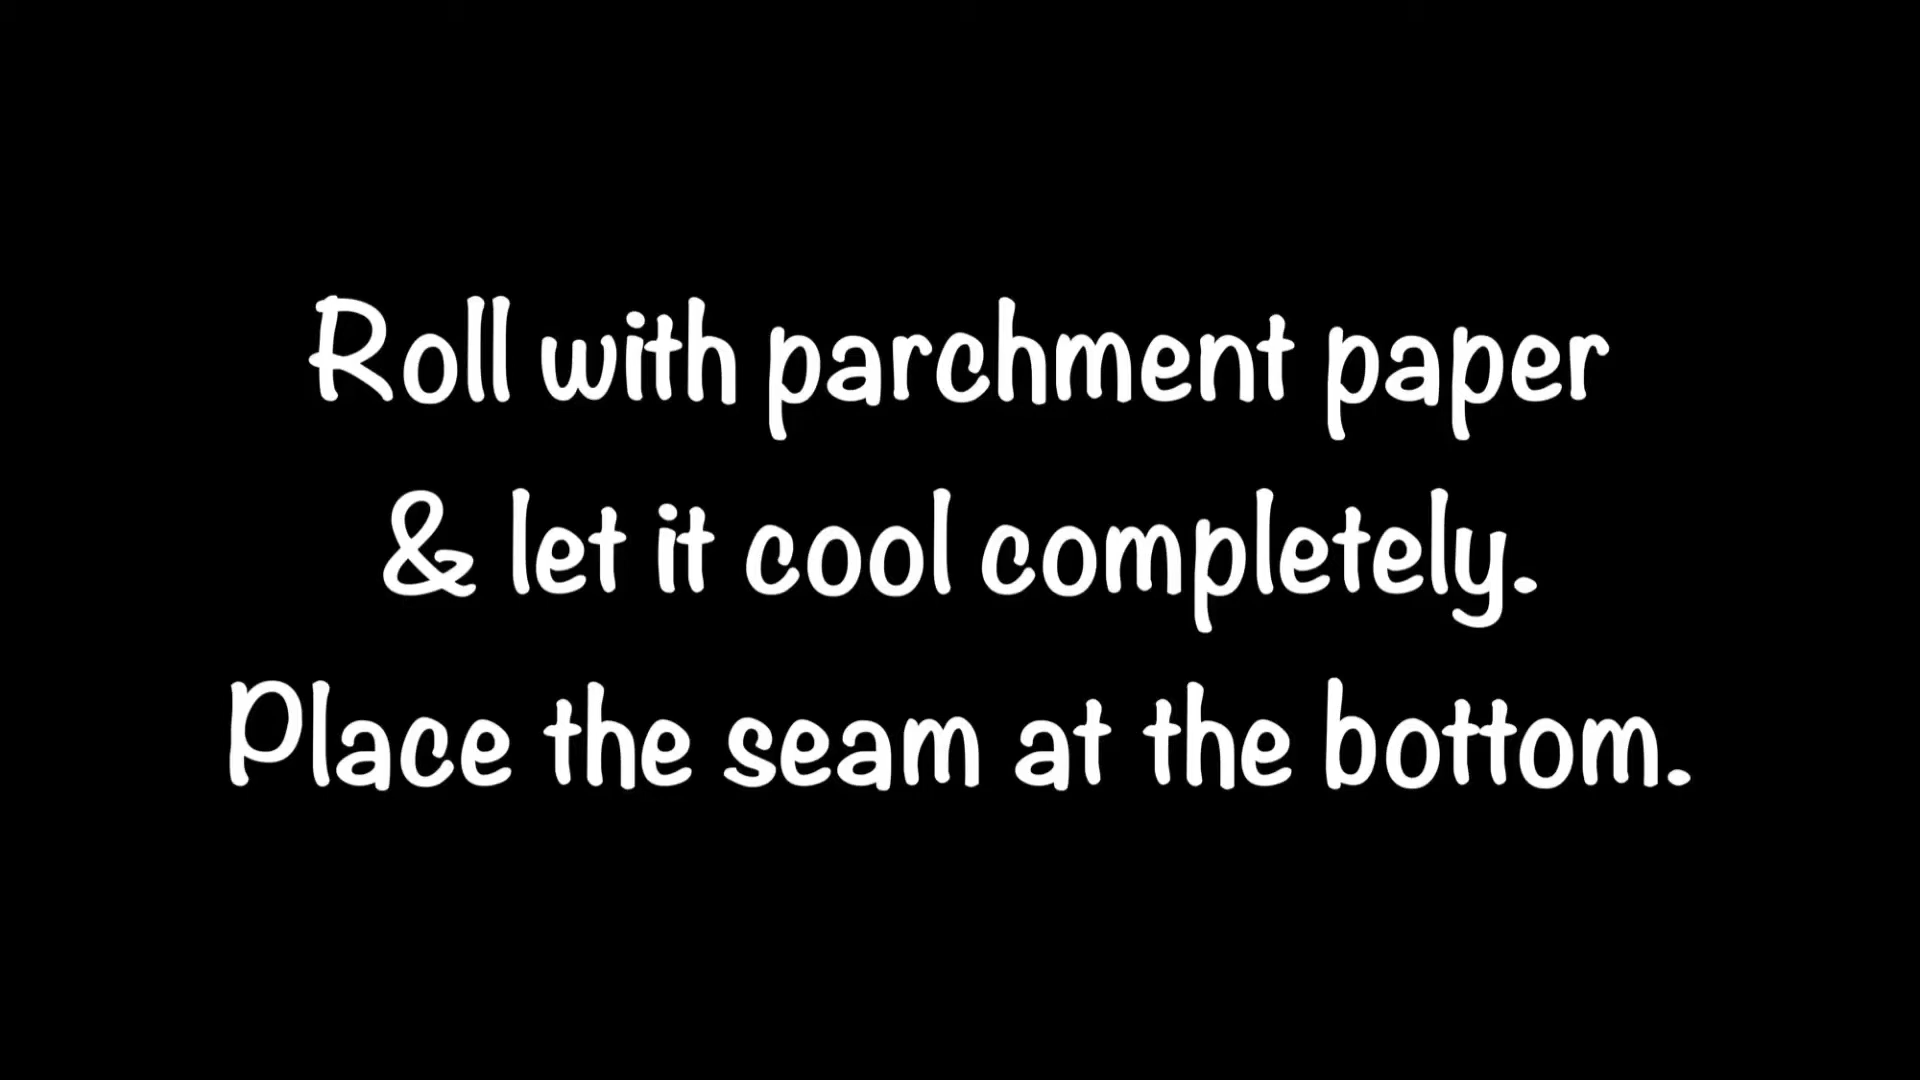 Roll with parchment paper
& let it cool completely.
Place the seam at the bottom.